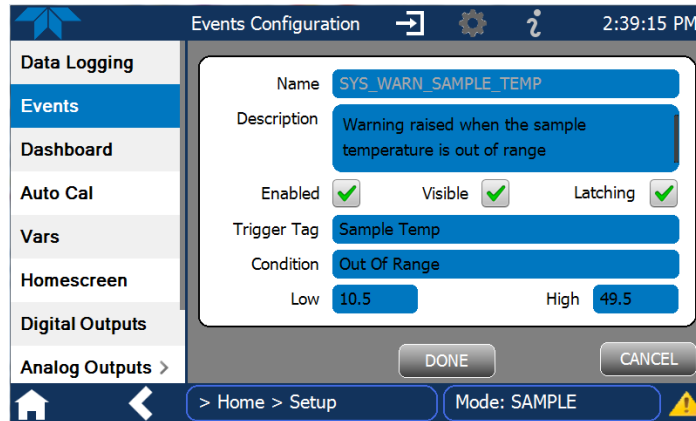 Events Configuration
2:39:15 PM
Data Logging
Events
Dashboard
Auto Cal
Vars
Homescreen
Digital Outputs
Analog Outputs >
Name SYS_WARN_SAMPLE_TEMP
Description Warning raised when the sample
temperature is out of range
Enabled Visible Latching
Trigger Tag Sample Temp
Condition Out Of Range
Low 10.5 High 49.5
DONE CANCEL
> Home > Setup Mode: SAMPLE